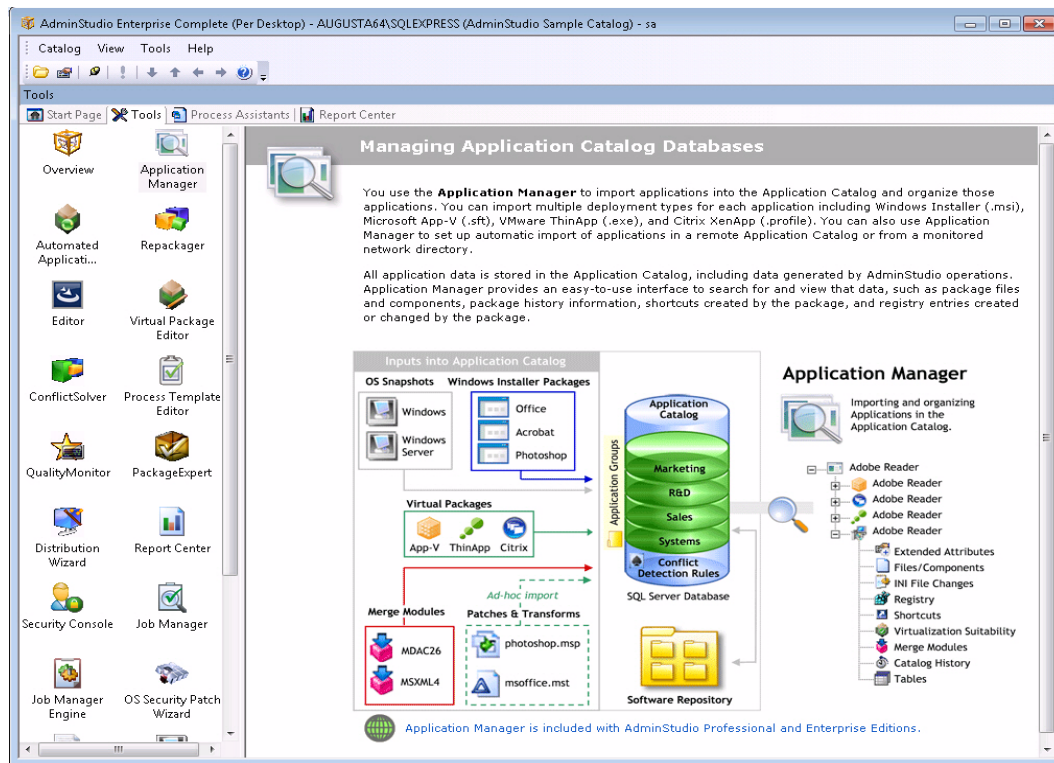 AdminStudio Enterprise Complete (Per Desktop) - AUGUSTA64\SQLEXPRESS (AdminStudio Sample Catalog) - sa
Catalog View Tools Help
Tools
Start Page Tools Process Assistants Report Center
Overview
Application
Manager
Automated
Applicati...
Repackager
Editor
Virtual Package
Editor
ConflictSolver
Process Template
Editor
QualityMonitor
PackageExpert
Distribution
Wizard
Report Center
Security Console
Job Manager
Job Manager
Engine
OS Security Patch
Wizard
Managing Application Catalog Databases
You use the Application Manager to import applications into the Application Catalog and organize those
applications. You can import multiple deployment types for each application including Windows Installer (.msi),
Microsoft App-V (.sft), VMware ThinApp (.exe), and Citrix XenApp (.profile). You can also use Application
Manager to set up automatic import of applications in a remote Application Catalog or from a monitored
network directory.
All application data is stored in the Application Catalog, including data generated by AdminStudio operations.
Application Manager provides an easy-to-use interface to search for and view that data, such as package files
and components, package history information, shortcuts created by the package, and registry entries created
or changed by the package.
Inputs into Application Catalog
OS Snapshots
Windows
Windows
Server
Windows Installer Packages
Office
Acrobat
Photoshop
Virtual Packages
App-V ThinApp Citrix
Ad-hoc import
Merge Modules
MDAC26
MSXML4
Patches & Transforms
photoshop.msp
msoffice.mst
Application Groups
Application
Catalog
Marketing
R&D
Sales
Systems
Conflict
Detection Rules
SQL Server Database
Software Repository
Application Manager
Importing and organizing
Applications in the
Application Catalog.
Adobe Reader
Adobe Reader
Adobe Reader
Adobe Reader
Adobe Reader
Extended Attributes
Files/Components
INI File Changes
Registry
Shortcuts
Virtualization Suitability
Merge Modules
Catalog History
Tables
Application Manager is included with AdminStudio Professional and Enterprise Editions.